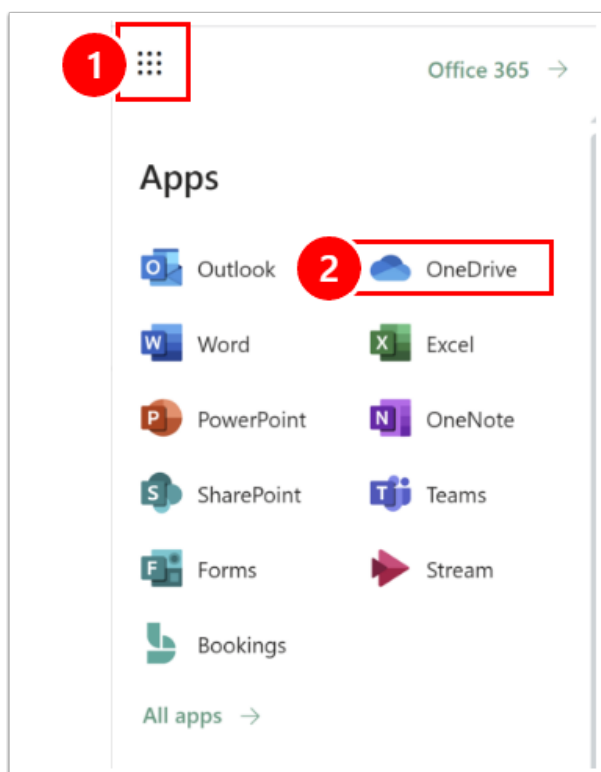 1
Office 365 →
Apps
Outlook 2 OneDrive
Word Excel
PowerPoint OneNote
SharePoint Teams
Forms Stream
Bookings
All apps →